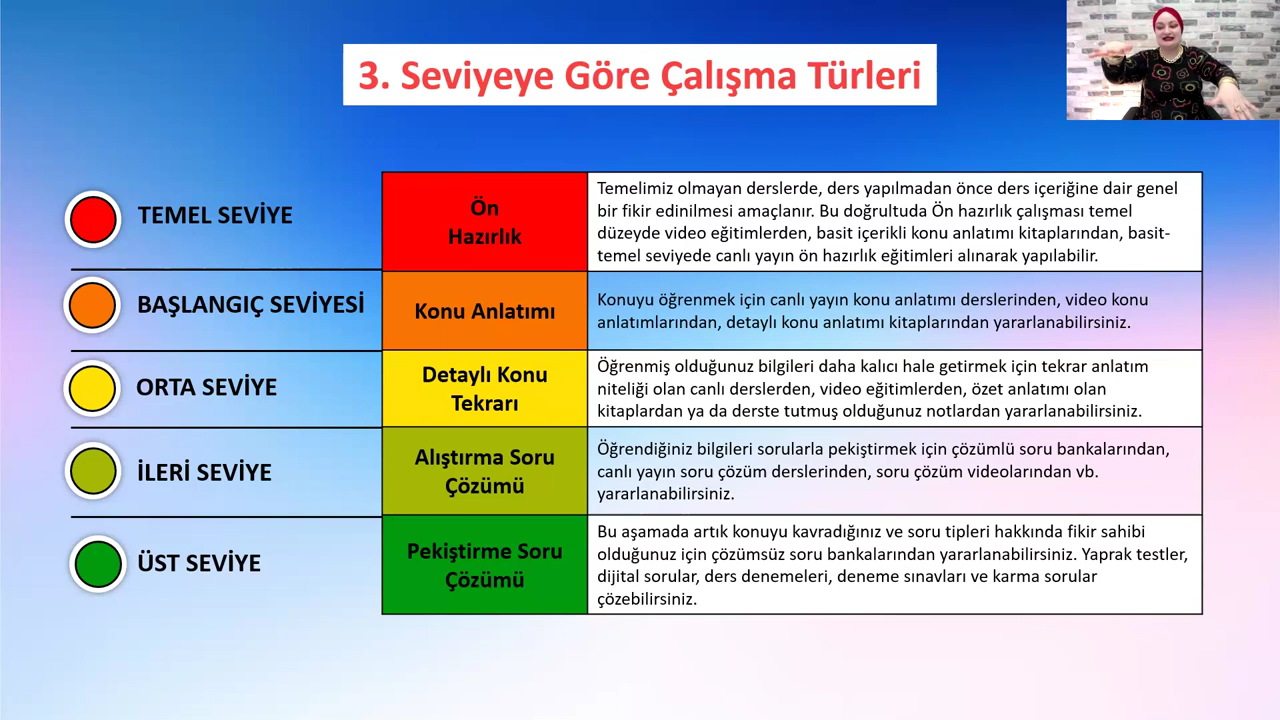 3. Seviyeye Göre Çalışma Türleri
TEMEL SEVİYE
Ön
Hazırlık
Temelimiz olmayan derslerde, ders yapılmadan önce ders içeriğine dair genel
bir fikir edinilmesi amaçlanır. Bu doğrultuda Ön hazırlık çalışması temel
düzeyde video eğitimlerden, basit içerikli konu anlatımı kitaplarından, basit-
temel seviyede canlı yayın ön hazırlık eğitimleri alınarak yapılabilir.
BAŞLANGIÇ SEVİYESİ
Konu Anlatımı
Konuyu öğrenmek için canlı yayın konu anlatımı derslerinden, video konu
anlatımlarından, detaylı konu anlatımı kitaplarından yararlanabilirsiniz.
ORTA SEVİYE
Detaylı Konu
Tekrarı
Öğrenmiş olduğunuz bilgileri daha kalıcı hale getirmek için tekrar anlatım
niteliği olan canlı derslerden, video eğitimlerden, özet anlatımı olan
kitaplardan ya da derste tutmuş olduğunuz notlardan yararlanabilirsiniz.
İLERİ SEVİYE
Alıştırma Soru
Çözümü
Öğrendiğiniz bilgileri sorularla pekiştirmek için çözümlü soru bankalarından,
canlı yayın soru çözüm derslerinden, soru çözüm videolarından vb.
yararlanabilirsiniz.
ÜST SEVİYE
Pekiştirme Soru
Çözümü
Bu aşamada artık konuyu kavradığınız ve soru tipleri hakkında fikir sahibi
olduğunuz için çözümsüz soru bankalarından yararlanabilirsiniz. Yaprak testler,
dijital sorular, ders denemeleri, deneme sınavları ve karma sorular
çözebilirsiniz.